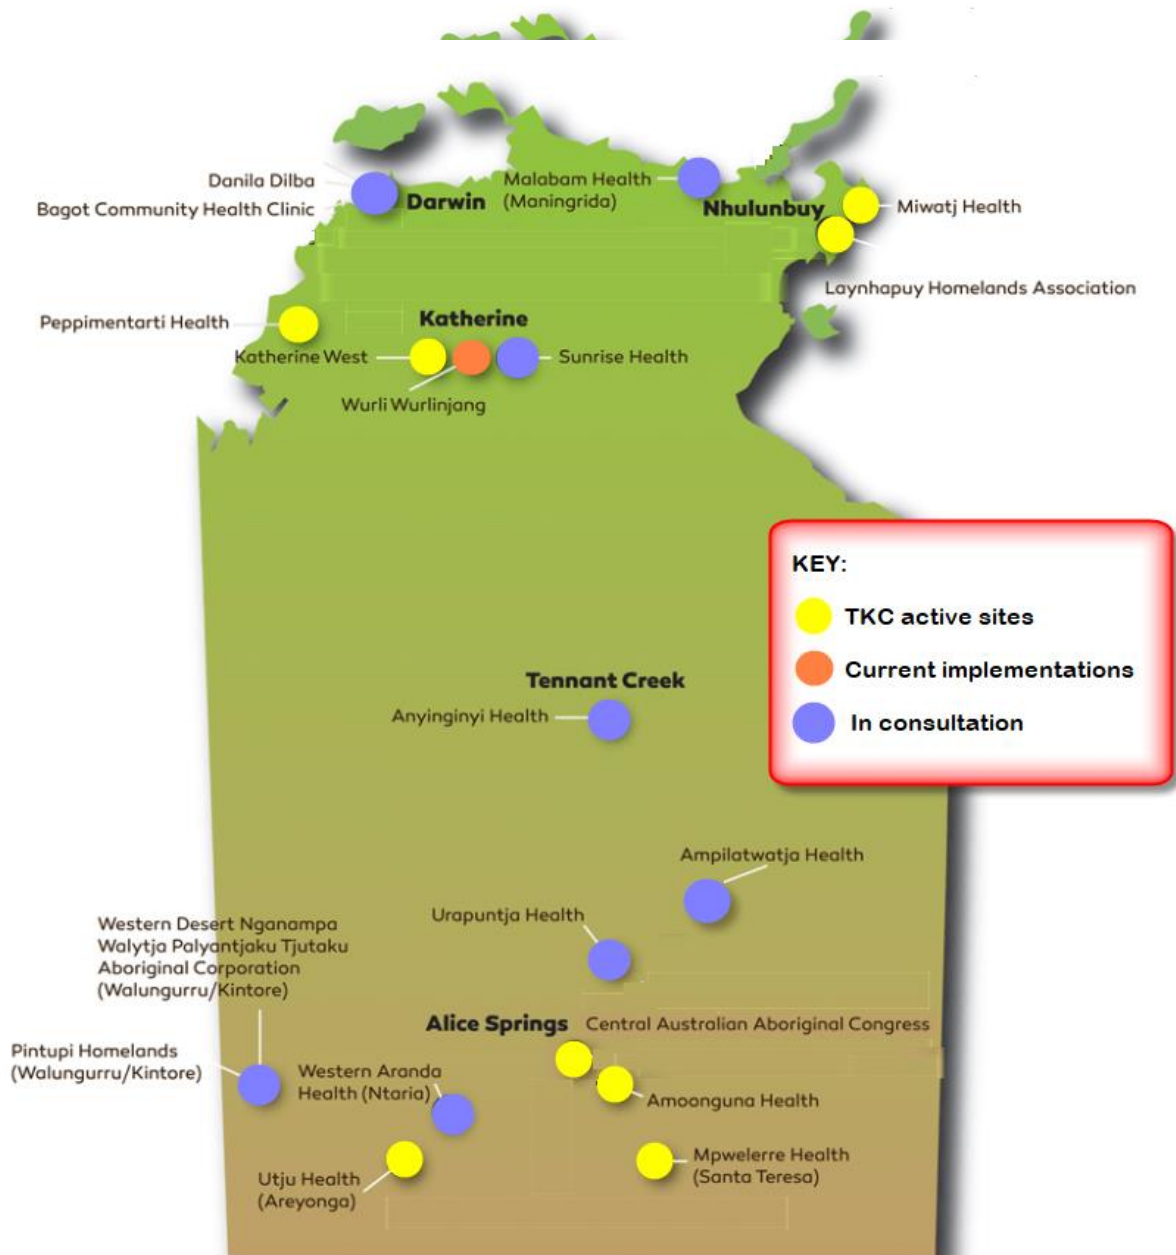 Danila Dilba
Bagot Community Health Clinic
Darwin
Malabam Health
(Maningrida)
Nhulunbuy
Miwatj Health
Laynhapuy Homelands Association
Peppimentarti Health
Katherine
Katherine West
Sunrise Health
Wurli Wurlinjang
KEY:
TKC active sites
Current implementations
In consultation
Tennant Creek
Anyinginyi Health
Ampilatwatja Health
Urapuntja Health
Western Desert Nganampa
Walytja Palyantjaku Tjutaku
Aboriginal Corporation
(Walungurru/Kintore)
Alice Springs
Central Australian Aboriginal Congress
Pintupi Homelands
(Walungurru/Kintore)
Western Aranda
Health (Ntaria)
Amoonguna Health
Utju Health
(Areyonga)
Mpwelerre Health
(Santa Teresa)